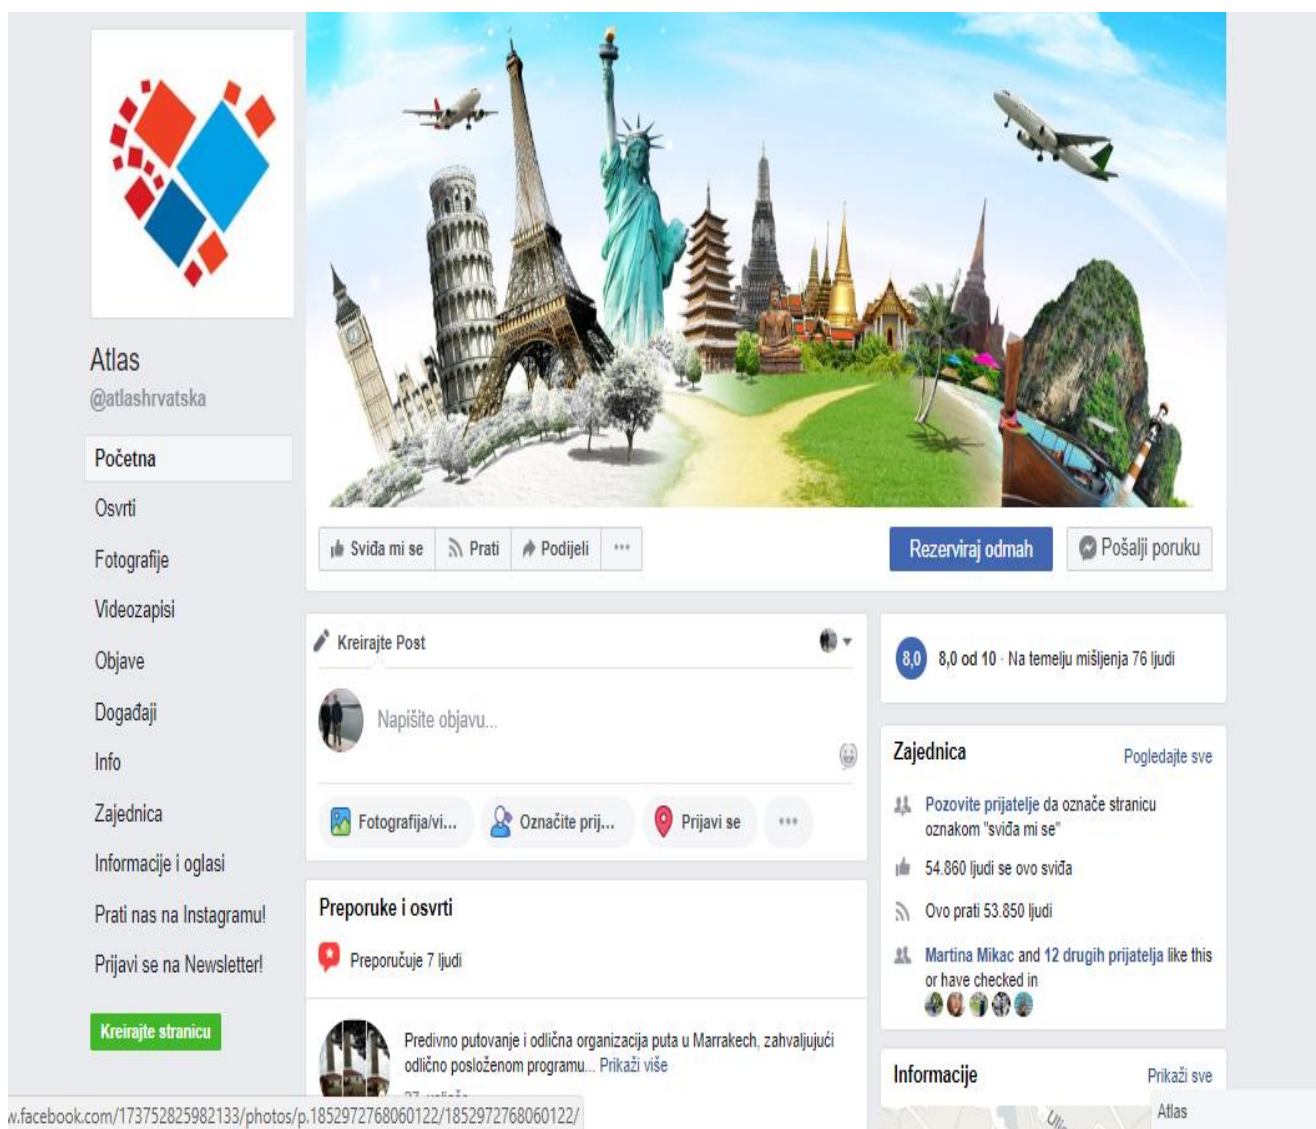 Atlas
@atlashrvatska
Početna
Osvrti
Fotografije
Videozapisi
Objave
Događaji
Info
Zajednica
Informacije i oglasi
Prati nas na Instagramu!
Prijavi se na Newsletter!
Kreirajte stranicu
Sviđa mi se
Prati
Podijeli
Rezerviraj odmah
Pošalji poruku
Kreirajte Post
Napišite objavu...
Fotografija/vi...
Označite prij...
Prijavi se
Preporuke i osvrti
Preporučuje 7 ljudi
Predivno putovanje i odlična organizacija puta u Marrakech, zahvaljujući
odlično posloženom programu... Prikaži više
8,0
8,0 od 10 · Na temelju mišljenja 76 ljudi
Zajednica
Pogledajte sve
Pozovite prijatelje da označe stranicu
oznakom "sviđa mi se"
54.860 ljudi se ovo sviđa
Ovo prati 53.850 ljudi
Martina Mikac and 12 drugih prijatelja like this
or have checked in
Informacije
Prikaži sve
Atlas
w.facebook.com/173752825982133/photos/p.1852972768060122/1852972768060122/